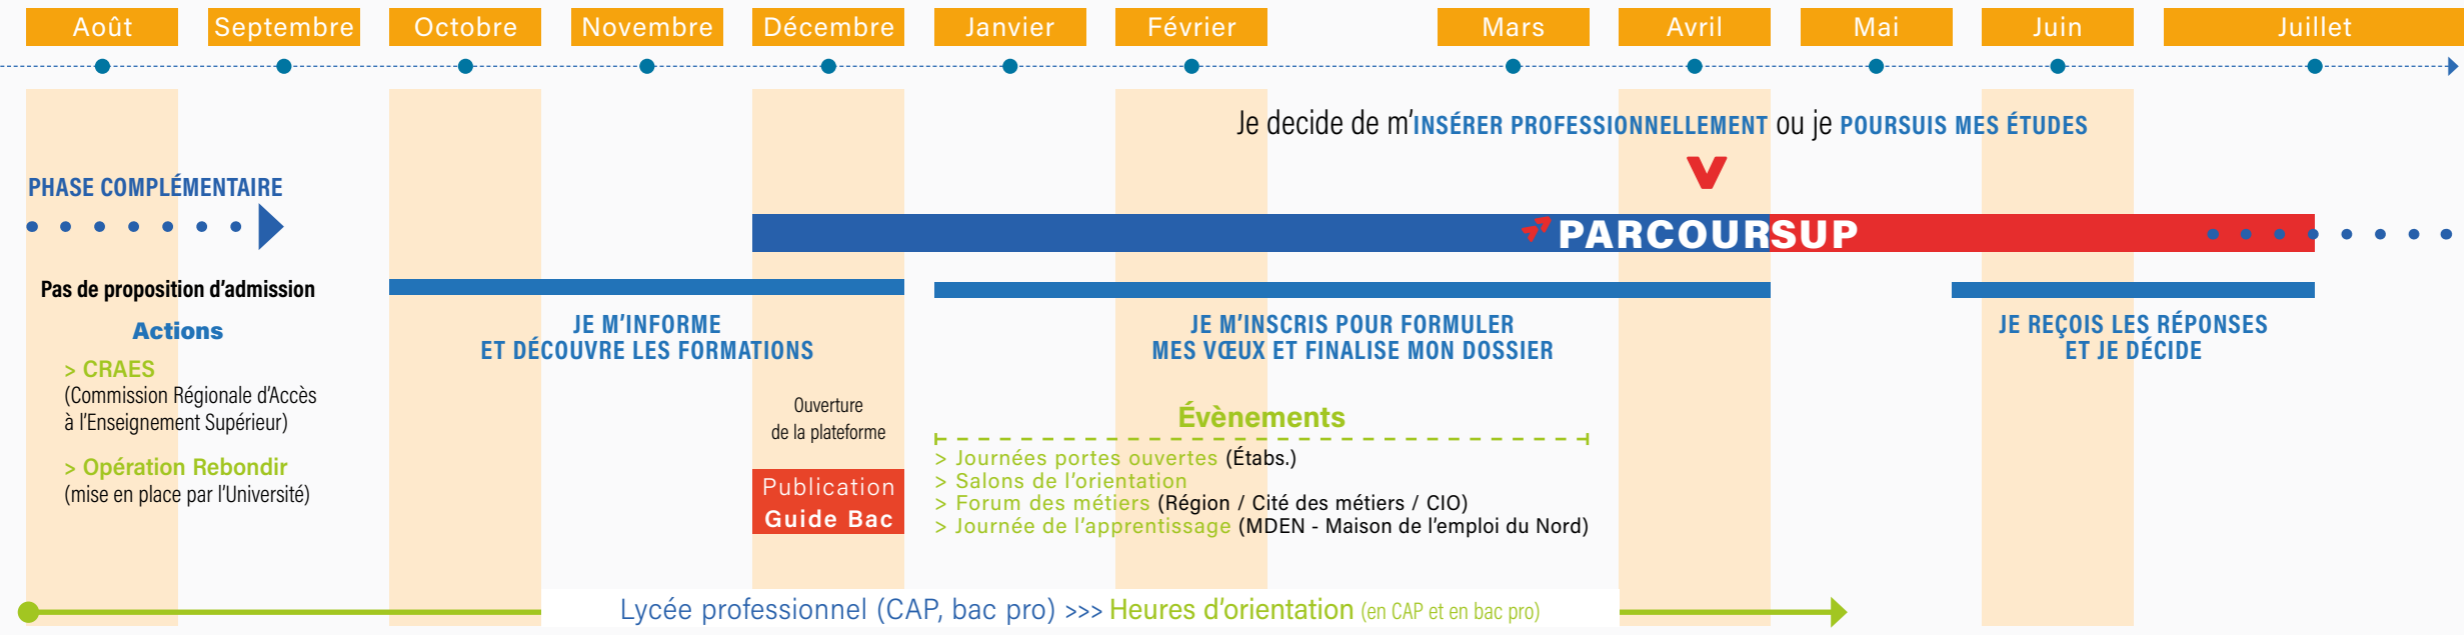 Août Septembre Octobre Novembre Décembre Janvier Février Mars Avril Mai Juin Juillet
Je decide de m'INSÉRER PROFESSIONNELLEMENT ou je POURSUIS MES ÉTUDES
PHASE COMPLÉMENTAIRE
PARCOURSUP
Pas de proposition d'admission
Actions
> CRAES
(Commission Régionale d'Accès
à l'Enseignement Supérieur)
> Opération Rebondir
(mise en place par l'Université)
JE M'INFORME
ET DÉCOUVRE LES FORMATIONS
Ouverture
de la plateforme
Publication
Guide Bac
JE M'INSCRIS POUR FORMULER
MES VŒUX ET FINALISE MON DOSSIER
Évènements
> Journées portes ouvertes (Étabs.)
> Salons de l'orientation
> Forum des métiers (Région / Cité des métiers / CIO)
> Journée de l'apprentissage (MDEN - Maison de l'emploi du Nord)
JE REÇOIS LES RÉPONSES
ET JE DÉCIDE
Lycée professionnel (CAP, bac pro) >>> Heures d'orientation (en CAP et en bac pro)